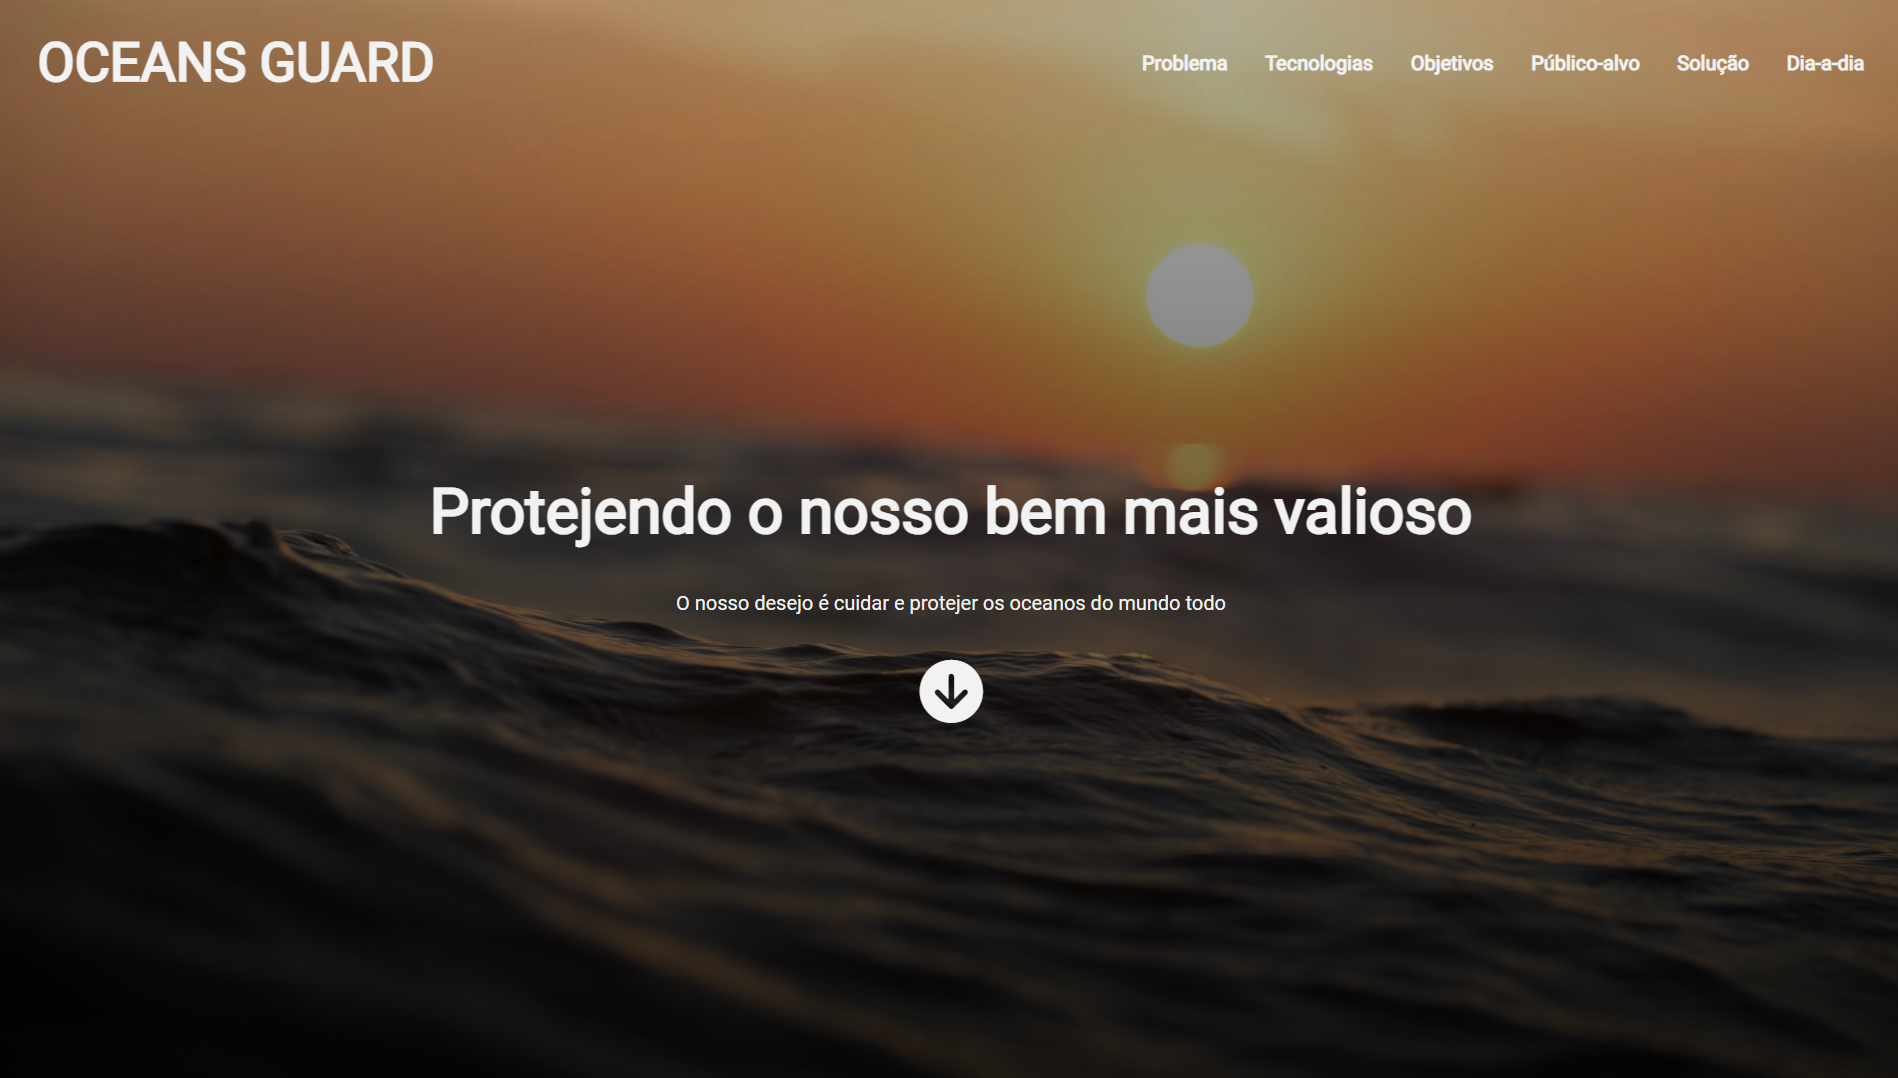 OCEANS GUARD
Problema Tecnologias Objetivos Público-alvo Solução Dia-a-dia
Protejendo o nosso bem mais valioso
O nosso desejo é cuidar e protejer os oceanos do mundo todo